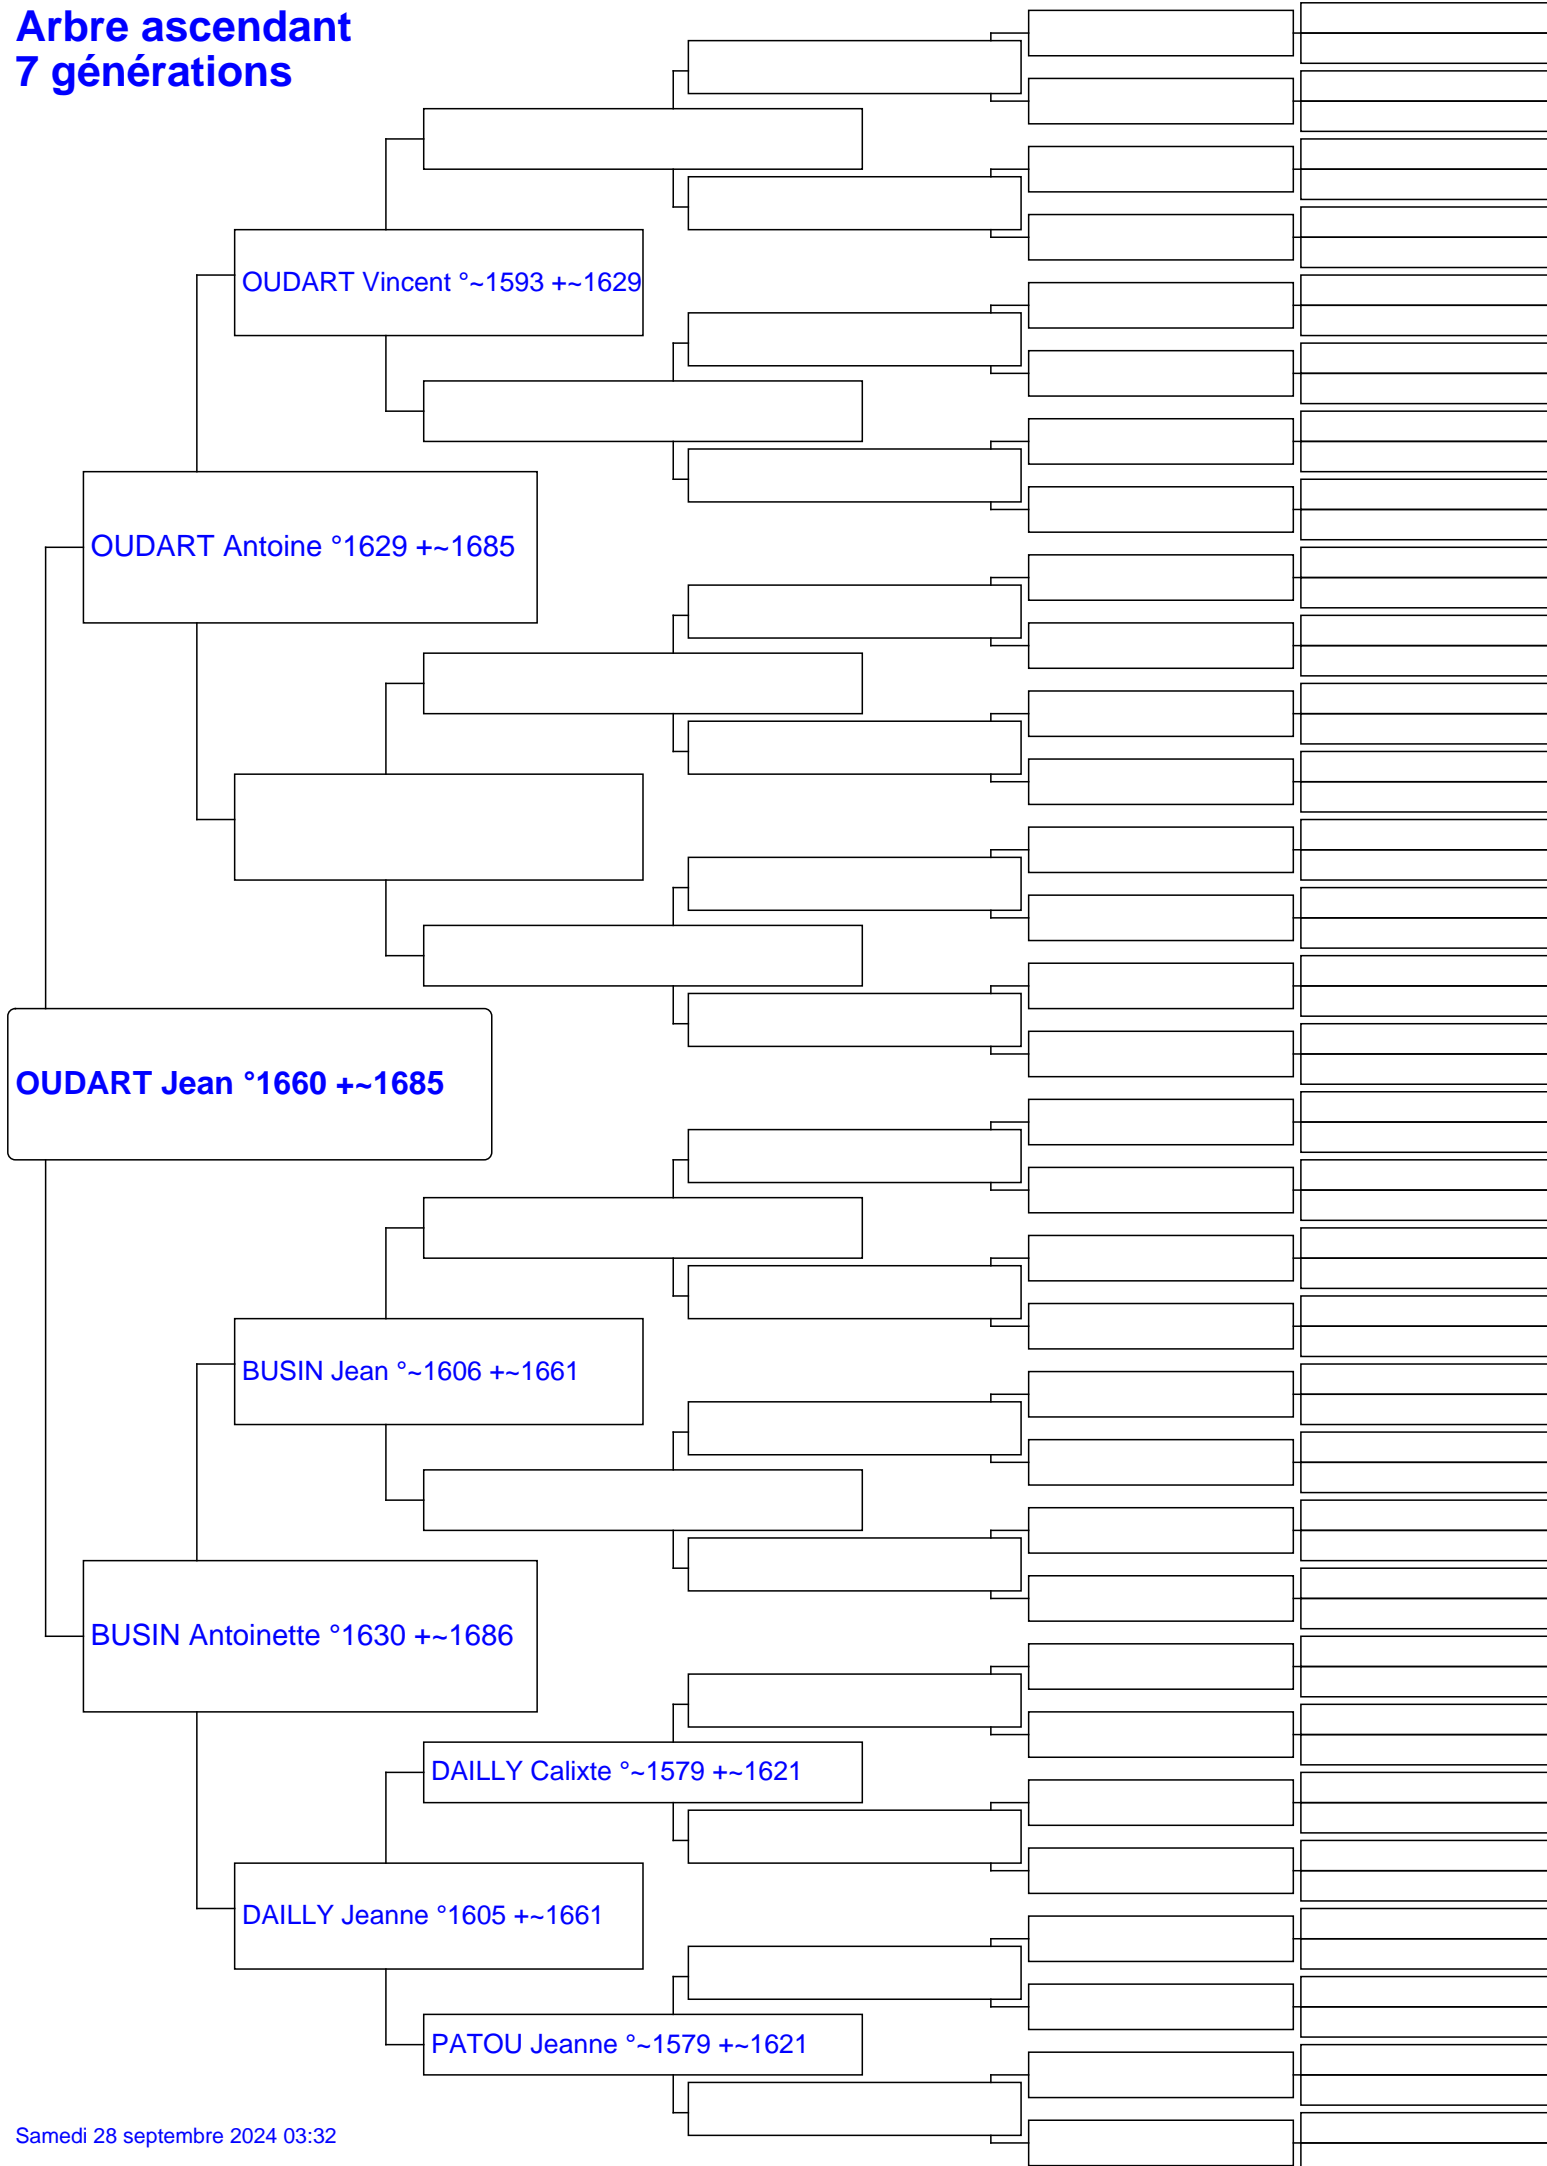 Arbre ascendant
7 générations
OUDART Vincent °~1593 +~1629
OUDART Antoine °1629 +~1685
OUDART Jean °1660 +~1685
BUSIN Jean °~1606 +~1661
BUSIN Antoinette °1630 +~1686
DAILLY Calixte °~1579 +~1621
DAILLY Jeanne °1605 +~1661
PATOU Jeanne °~1579 +~1621
Samedi 28 septembre 2024 03:32